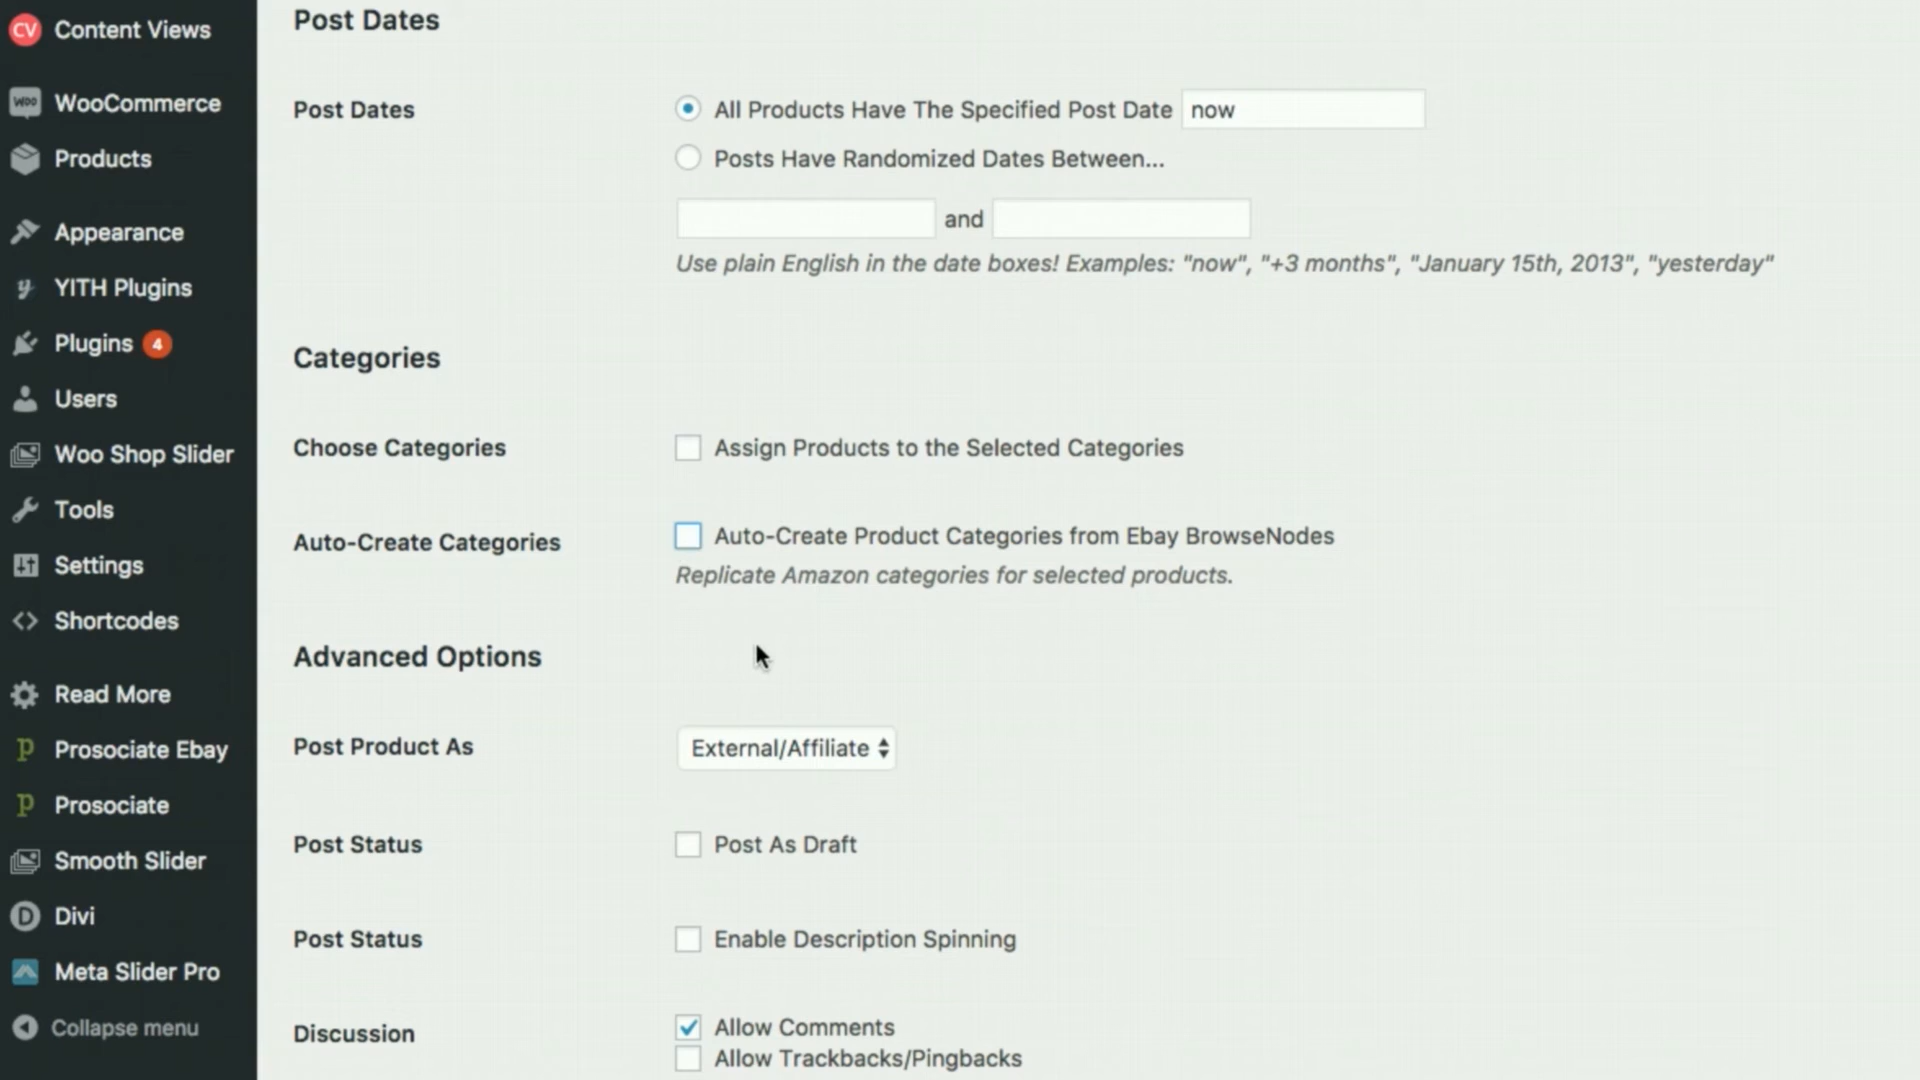 CV Content Views
WOO WooCommerce
Products
Appearance
YITH Plugins
Plugins 4
Users
Woo Shop Slider
Tools
Settings
Shortcodes
Read More
Prosociate Ebay
Prosociate
Smooth Slider
Divi
Meta Slider Pro
Collapse menu
Post Dates
Post Dates
All Products Have The Specified Post Date now
Posts Have Randomized Dates Between...
and
Use plain English in the date boxes! Examples: "now", "+3 months", "January 15th, 2013", "yesterday"
Categories
Choose Categories
Assign Products to the Selected Categories
Auto-Create Categories
Auto-Create Product Categories from Ebay BrowseNodes
Replicate Amazon categories for selected products.
Advanced Options
Post Product As
External/Affiliate
Post Status
Post As Draft
Post Status
Enable Description Spinning
Discussion
Allow Comments
Allow Trackbacks/Pingbacks